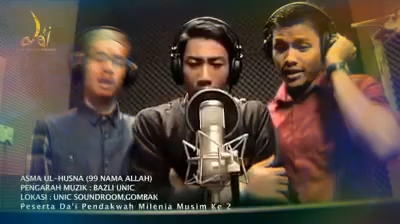 da'i
ASMA UL-HUSNA (99 NAMA ALLAH)
PENGARAH MUZIK : BAZLI UNIC
LOKASI : UNIC SOUNDROOM,GOMBAK
Peserta Da'i Pendakwah Milenia Musim Ke 2